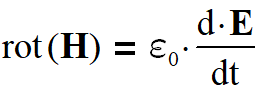 rot(H) = ε₀·d·E/dt